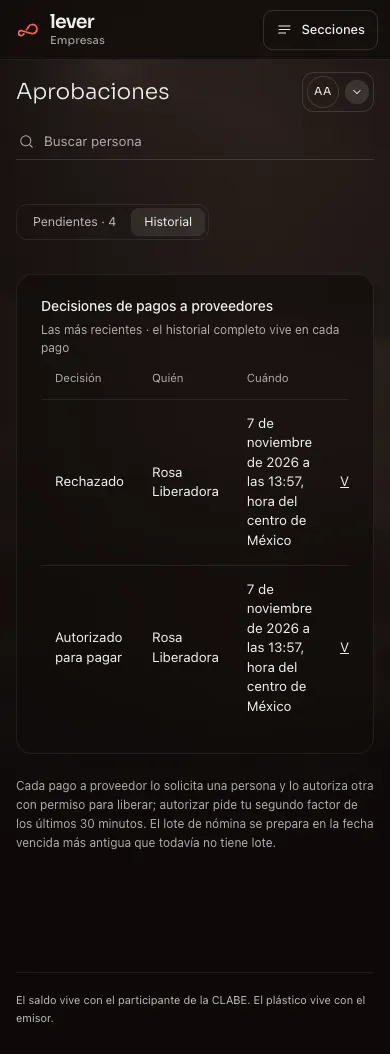 lever
Empresas
Secciones
Aprobaciones
AA
Buscar persona
Pendientes · 4
Historial
Decisiones de pagos a proveedores
Las más recientes · el historial completo vive en cada
pago
Decisión Quién Cuándo
Rechazado
Rosa
Liberadora
7 de
noviembre
de 2026 a
las 13:57,
hora del
centro de
México
V
Autorizado
para pagar
Rosa
Liberadora
7 de
noviembre
de 2026 a
las 13:57,
hora del
centro de
México
V
Cada pago a proveedor lo solicita una persona y lo autoriza otra
con permiso para liberar; autorizar pide tu segundo factor de
los últimos 30 minutos. El lote de nómina se prepara en la fecha
vencida más antigua que todavía no tiene lote.
El saldo vive con el participante de la CLABE. El plástico vive con el
emisor.